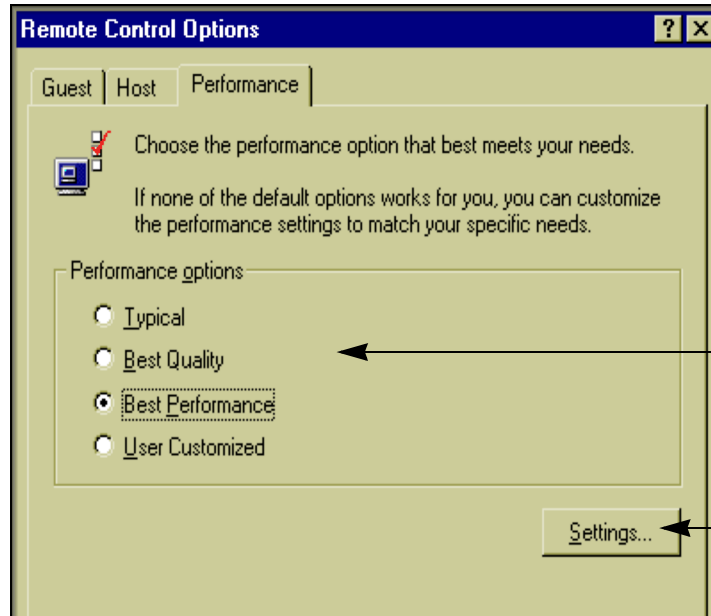 Remote Control Options
Guest Host Performance
Choose the performance option that best meets your needs.
If none of the default options works for you, you can customize
the performance settings to match your specific needs.
Performance options
Typical
Best Quality
Best Performance
User Customized
Settings...